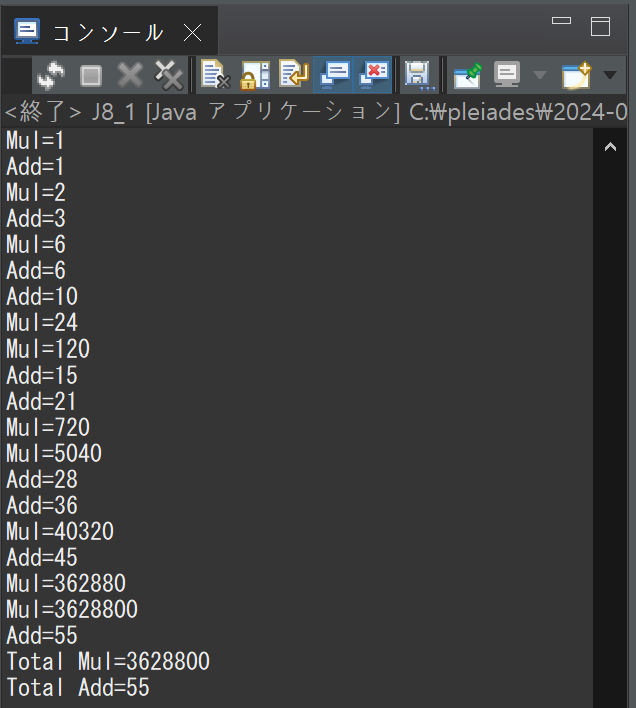 コンソール
<終了> J8_1 [Java アプリケーション] C:¥pleiades¥2024-0
Mul=1
Add=1
Mul=2
Add=3
Mul=6
Add=6
Add=10
Mul=24
Mul=120
Add=15
Add=21
Mul=720
Mul=5040
Add=28
Add=36
Mul=40320
Add=45
Mul=362880
Mul=3628800
Add=55
Total Mul=3628800
Total Add=55